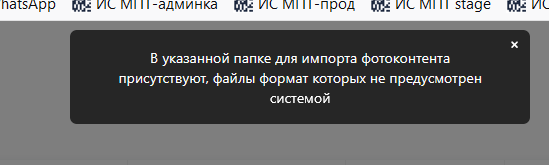 hatsApp ИС МПТ-админка ИС МПТ-прод ИС МПТ stage ИС
×
В указанной папке для импорта фотоконтента
присутствуют, файлы формат которых не предусмотрен
системой